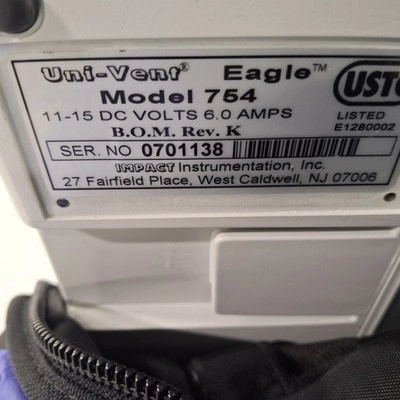 Uni-Vent® Eagle™
Model 754
11-15 DC VOLTS 6.0 AMPS
B.O.M. Rev. K
SER. NO 0701138
IMPACT Instrumentation, Inc.
27 Fairfield Place, West Caldwell, NJ 07006
LISTED
E1280002